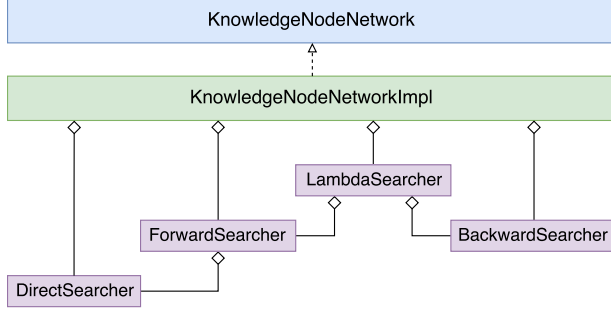 KnowledgeNodeNetwork
KnowledgeNodeNetworkImpl
LambdaSearcher
ForwardSearcher
BackwardSearcher
DirectSearcher